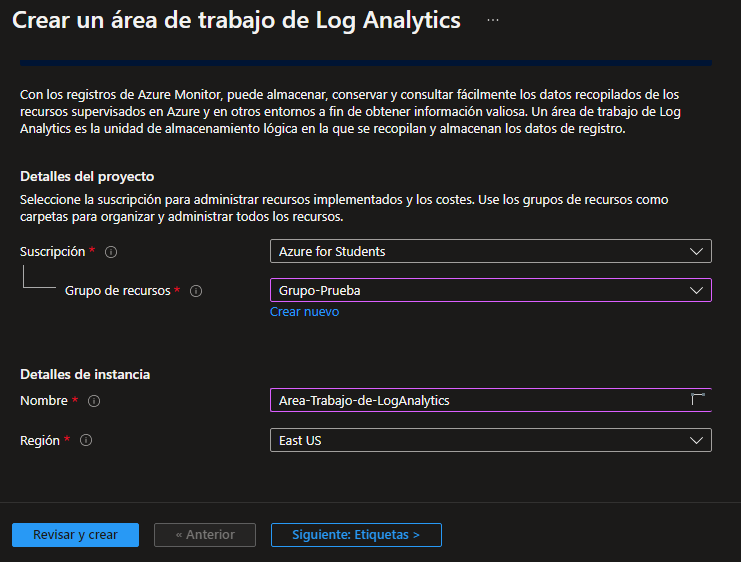 Crear un área de trabajo de Log Analytics ...
Con los registros de Azure Monitor, puede almacenar, conservar y consultar fácilmente los datos recopilados de los
recursos supervisados en Azure y en otros entornos a fin de obtener información valiosa. Un área de trabajo de Log
Analytics es la unidad de almacenamiento lógica en la que se recopilan y almacenan los datos de registro.
Detalles del proyecto
Seleccione la suscripción para administrar recursos implementados y los costes. Use los grupos de recursos como
carpetas para organizar y administrar todos los recursos.
Suscripción * Azure for Students
Grupo de recursos * Grupo-Prueba
Crear nuevo
Detalles de instancia
Nombre * Area-Trabajo-de-LogAnalytics
Región * East US
Revisar y crear « Anterior Siguiente: Etiquetas >